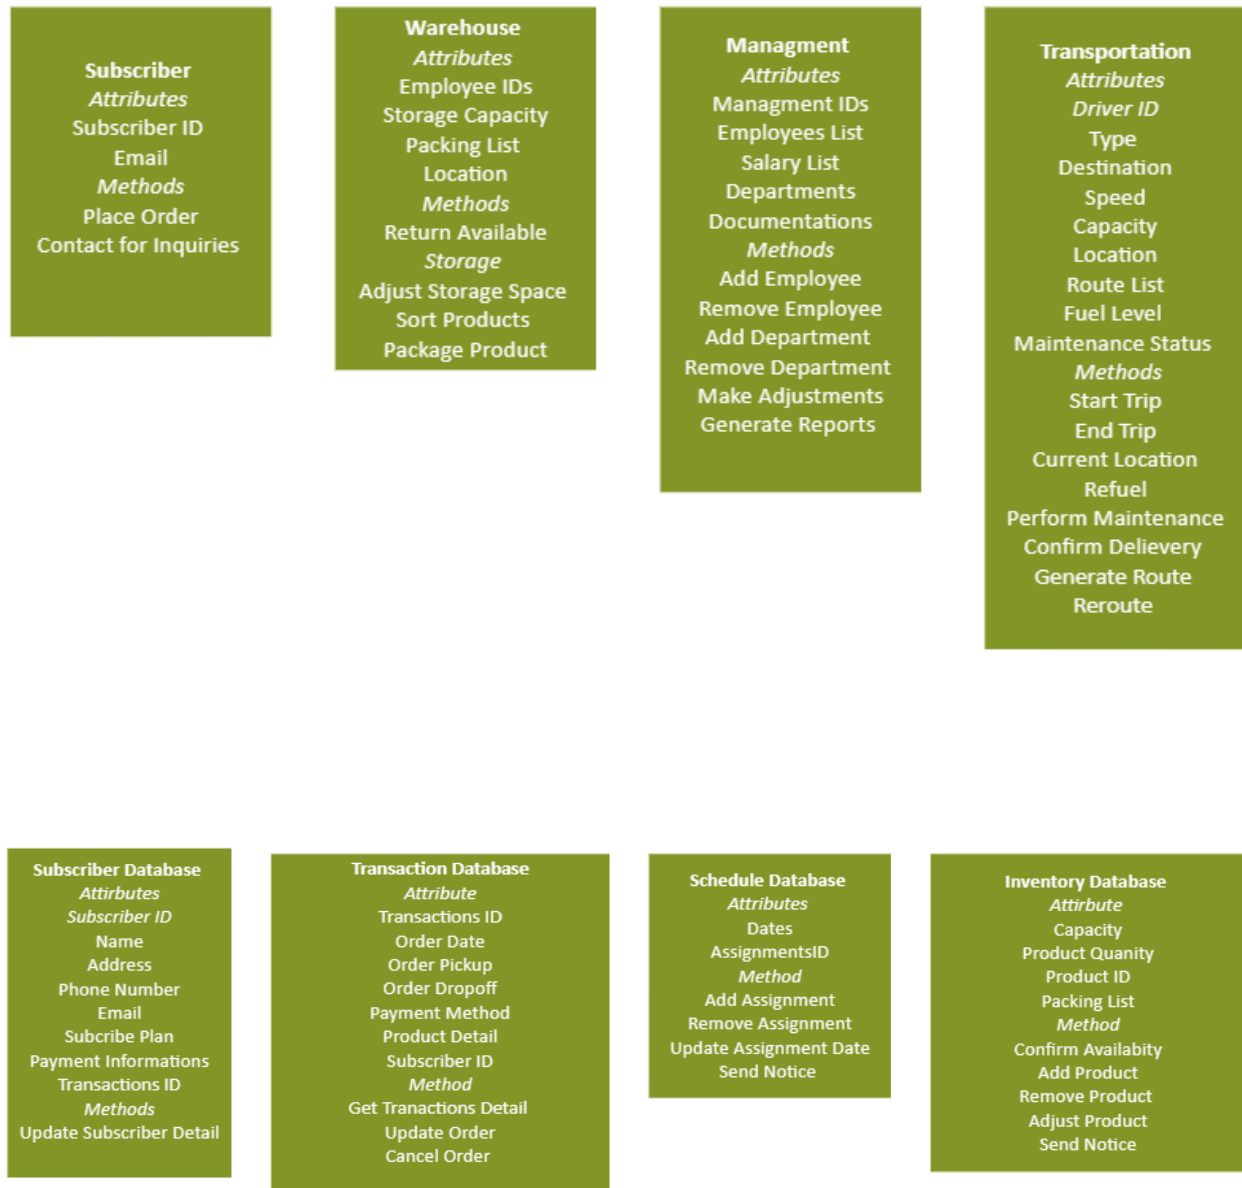 Subscriber
Attributes
Subscriber ID
Email
Methods
Place Order
Contact for Inquiries
Warehouse
Attributes
Employee IDs
Storage Capacity
Packing List
Location
Methods
Return Available
Storage
Adjust Storage Space
Sort Products
Package Product
Managment
Attributes
Managment IDs
Employees List
Salary List
Departments
Documentations
Methods
Add Employee
Remove Employee
Add Department
Remove Department
Make Adjustments
Generate Reports
Transportation
Attributes
Driver ID
Type
Destination
Speed
Capacity
Location
Route List
Fuel Level
Maintenance Status
Methods
Start Trip
End Trip
Current Location
Refuel
Perform Maintenance
Confirm Delievery
Generate Route
Reroute
Subscriber Database
Attirbutes
Subscriber ID
Name
Address
Phone Number
Email
Subcribe Plan
Payment Informations
Transactions ID
Methods
Update Subscriber Detail
Transaction Database
Attribute
Transactions ID
Order Date
Order Pickup
Order Dropoff
Payment Method
Product Detail
Subscriber ID
Method
Get Tranactions Detail
Update Order
Cancel Order
Schedule Database
Attributes
Dates
AssignmentsID
Method
Add Assignment
Remove Assignment
Update Assignment Date
Send Notice
Inventory Database
Attirbute
Capacity
Product Quanity
Product ID
Packing List
Method
Confirm Availabity
Add Product
Remove Product
Adjust Product
Send Notice